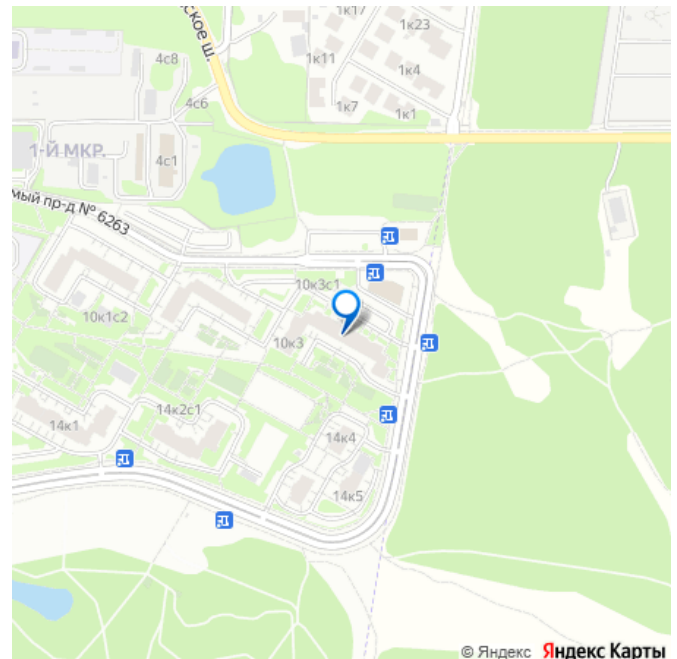 ское ш.
1к17
1к23
4с8
1к11
1к4
4с6
1к7
1к1
1-Й МКР.
4с1
мый пр-д № 6263
10к3с1
10к1с2
10к3
14к2с1
14к1
14к4
14к5
© Яндекс Яндекс Карты